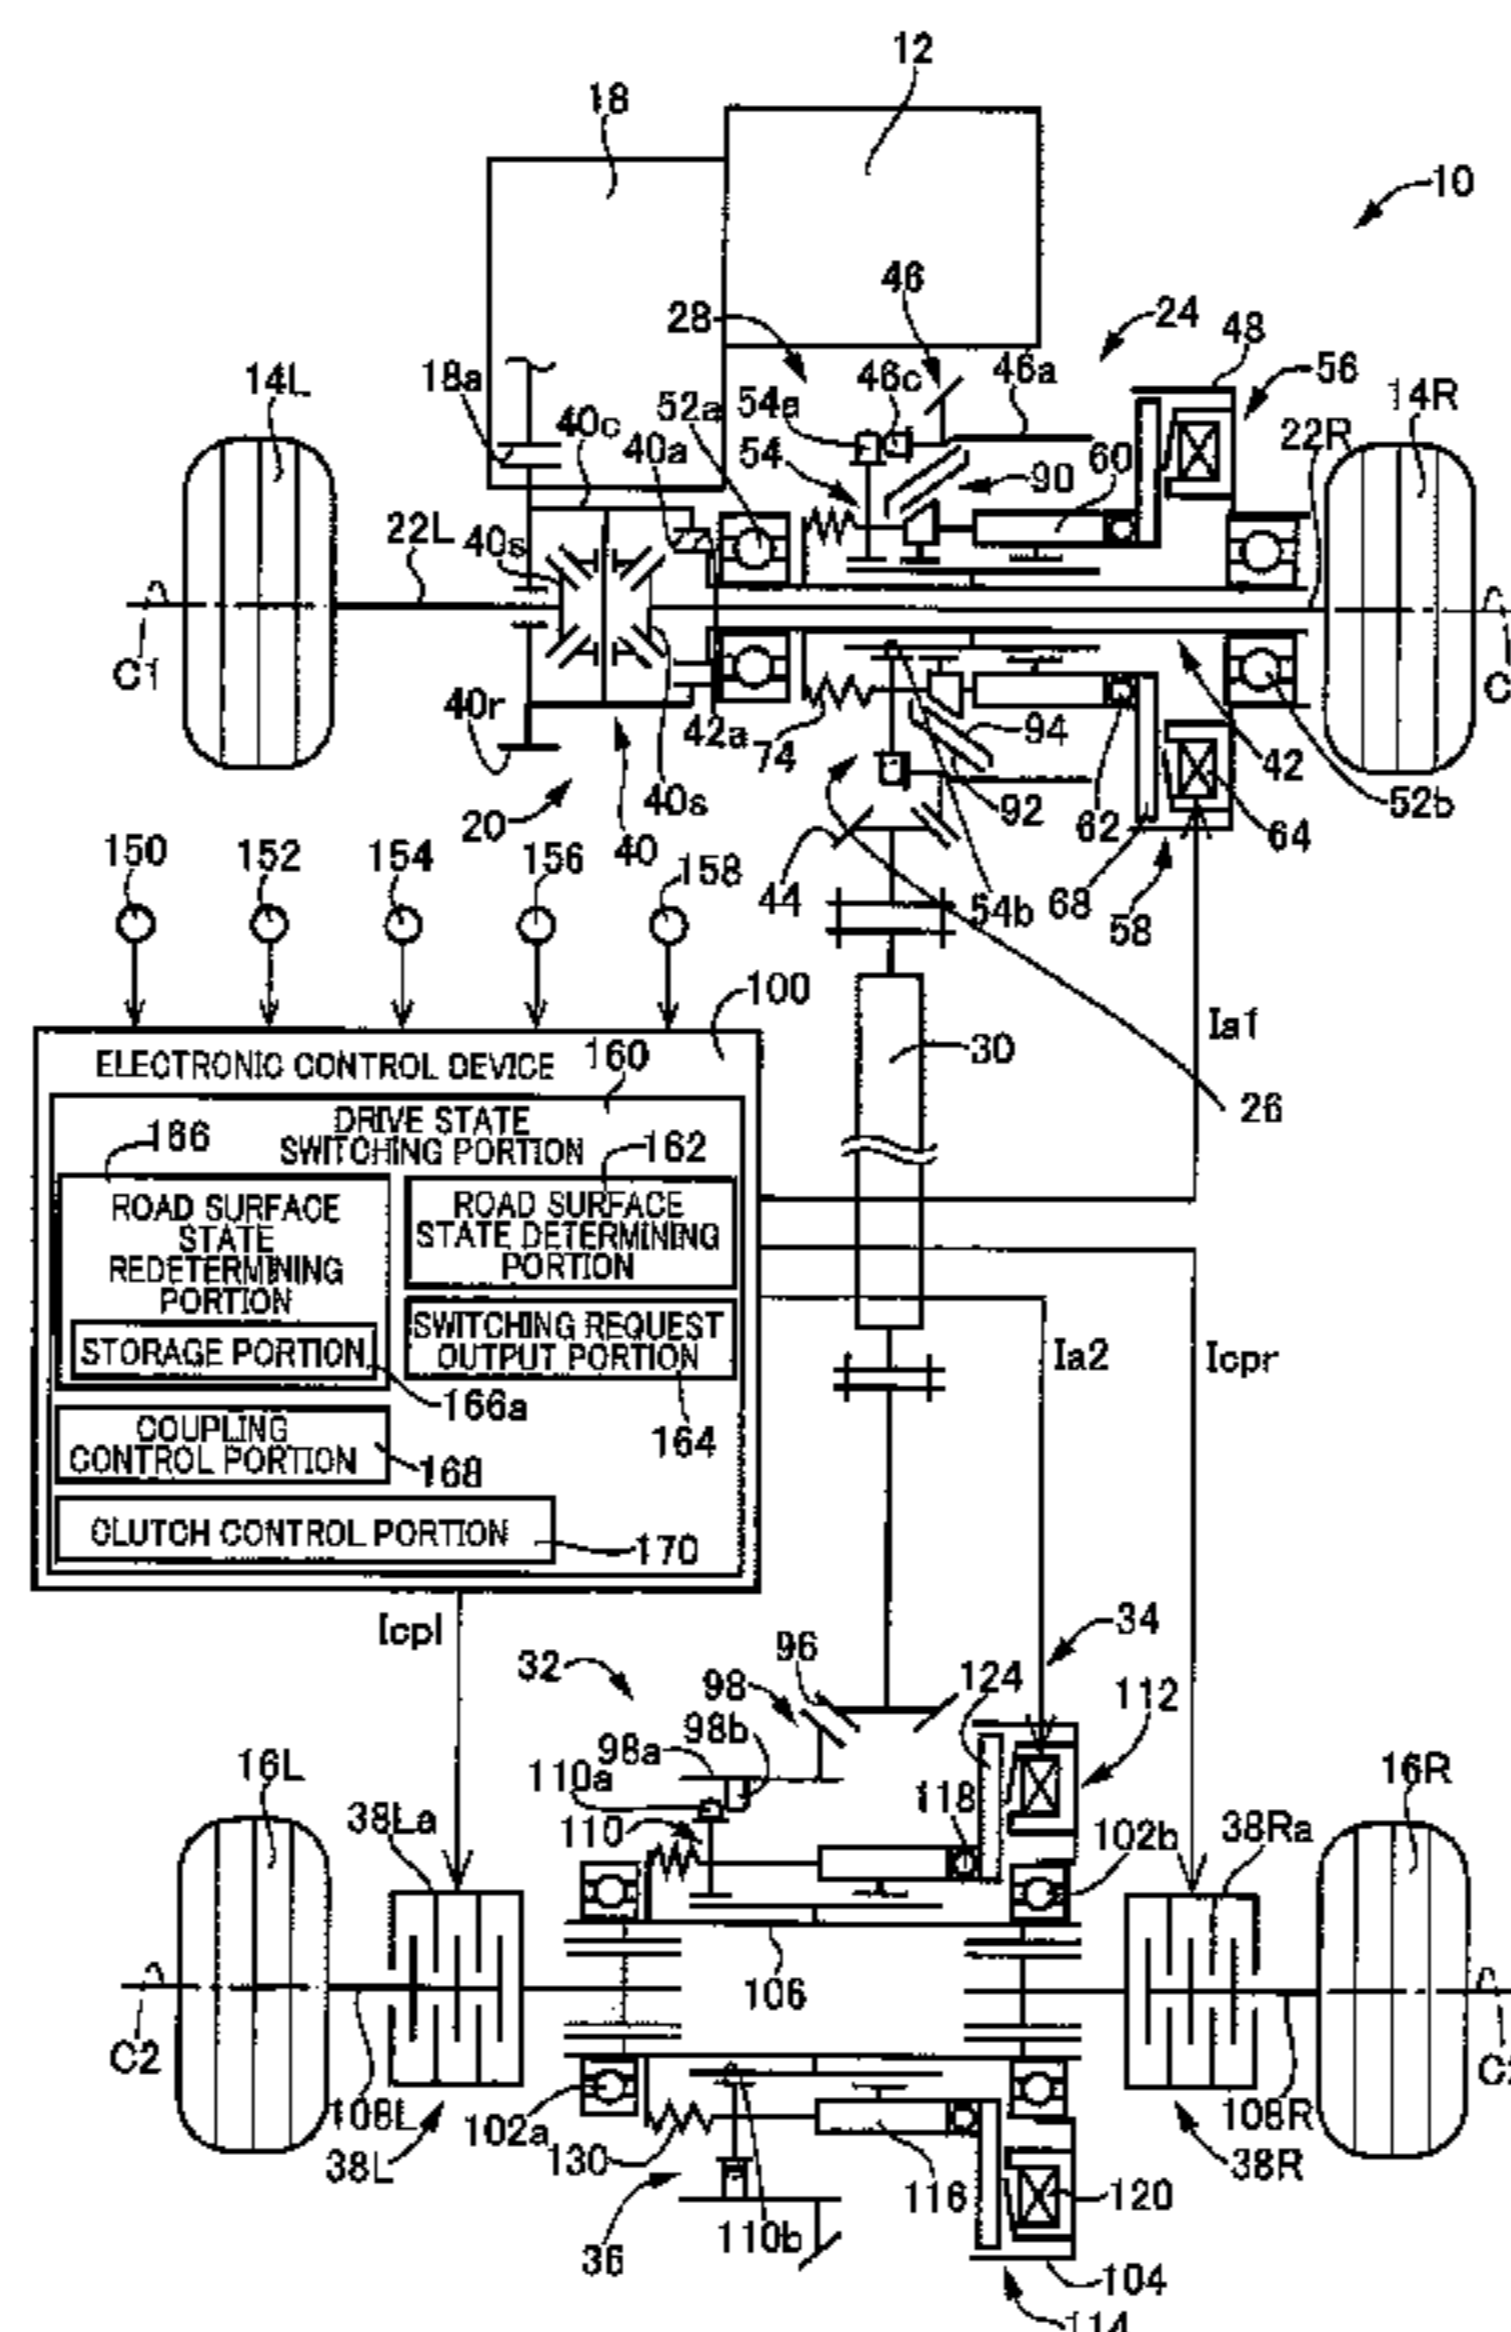 12
18
10
46
24
28
48
18a
46c
46a
56
14L
52a
54a
14R
40c
22R
40a
54
60
90
22L
40s
C1
C
40r
42a
74
94
42
40s
92
62
52b
20
40
64
44
54b
68
58
150
152
154
156
158
100
Ia1
30
26
ELECTRONIC CONTROL DEVICE
160
DRIVE STATE
SWITCHING PORTION
166
162
ROAD SURFACE
STATE
REDETERMINING
PORTION
STORAGE PORTION
166a
ROAD SURFACE
STATE DETERMINING
PORTION
SWITCHING REQUEST
OUTPUT PORTION
164
COUPLING
CONTROL PORTION
168
CLUTCH CONTROL PORTION
170
Ia2
Icpr
Icpl
34
32
96
124
98
112
98b
98a
110a
16L
118
16R
38La
110
102b
38Ra
106
C2
C2
108L
102a
108R
38L
130
38R
116
120
110b
36
104
114